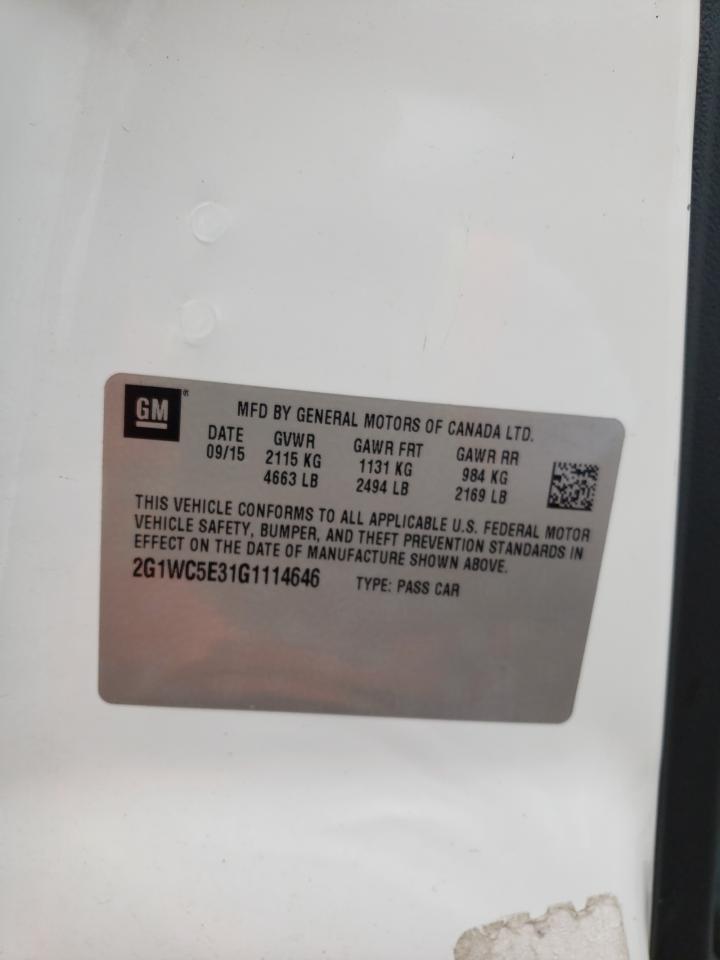 GM®
MFD BY GENERAL MOTORS OF CANADA LTD.
DATE GVWR GAWR FRT GAWR RR
09/15 2115 KG 1131 KG 984 KG
4663 LB 2494 LB 2169 LB
THIS VEHICLE CONFORMS TO ALL APPLICABLE U.S. FEDERAL MOTOR
VEHICLE SAFETY, BUMPER, AND THEFT PREVENTION STANDARDS IN
EFFECT ON THE DATE OF MANUFACTURE SHOWN ABOVE.
2G1WC5E31G1114646 TYPE: PASS CAR